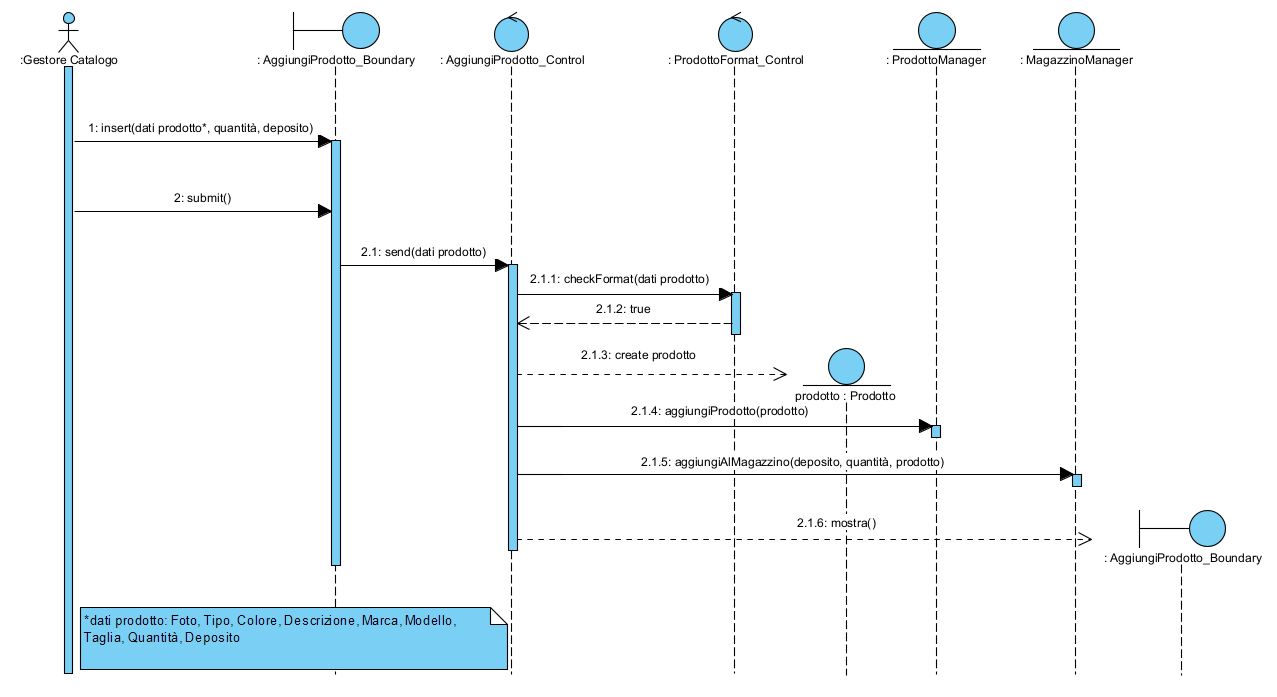 :Gestore Catalogo
: AggiungiProdotto_Boundary
: AggiungiProdotto_Control
: ProdottoFormat_Control
: ProdottoManager
: MagazzinoManager
1: insert(dati prodotto*, quantità, deposito)
2: submit()
2.1: send(dati prodotto)
2.1.1: checkFormat(dati prodotto)
2.1.2: true
2.1.3: create prodotto
prodotto : Prodotto
2.1.4: aggiungiProdotto(prodotto)
2.1.5: aggiungiAlMagazzino(deposito, quantità, prodotto)
2.1.6: mostra()
: AggiungiProdotto_Boundary
*dati prodotto: Foto, Tipo, Colore, Descrizione, Marca, Modello,
Taglia, Quantità, Deposito